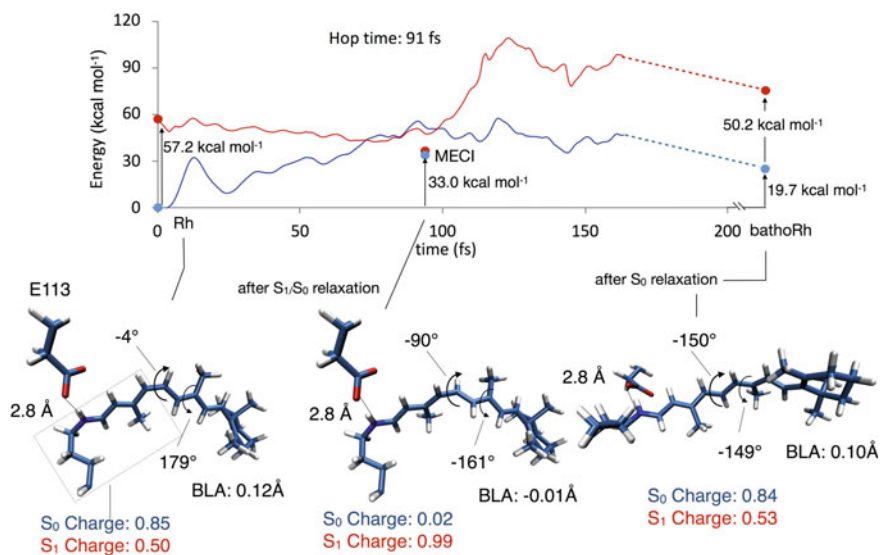 120
90
60
30
0
Energy (kcal mol⁻¹)
Hop time: 91 fs
57.2 kcal mol⁻¹
MECI
33.0 kcal mol⁻¹
50.2 kcal mol⁻¹
19.7 kcal mol⁻¹
0
50
100
150
200
Rh
time (fs)
bathoRh
E113
after S₁/S₀ relaxation
after S₀ relaxation
-4°
2.8 Å
179°
BLA: 0.12Å
S₀ Charge: 0.85
S₁ Charge: 0.50
-90°
2.8 Å
-161°
BLA: -0.01Å
S₀ Charge: 0.02
S₁ Charge: 0.99
-150°
2.8 Å
-149°
BLA: 0.10Å
S₀ Charge: 0.84
S₁ Charge: 0.53